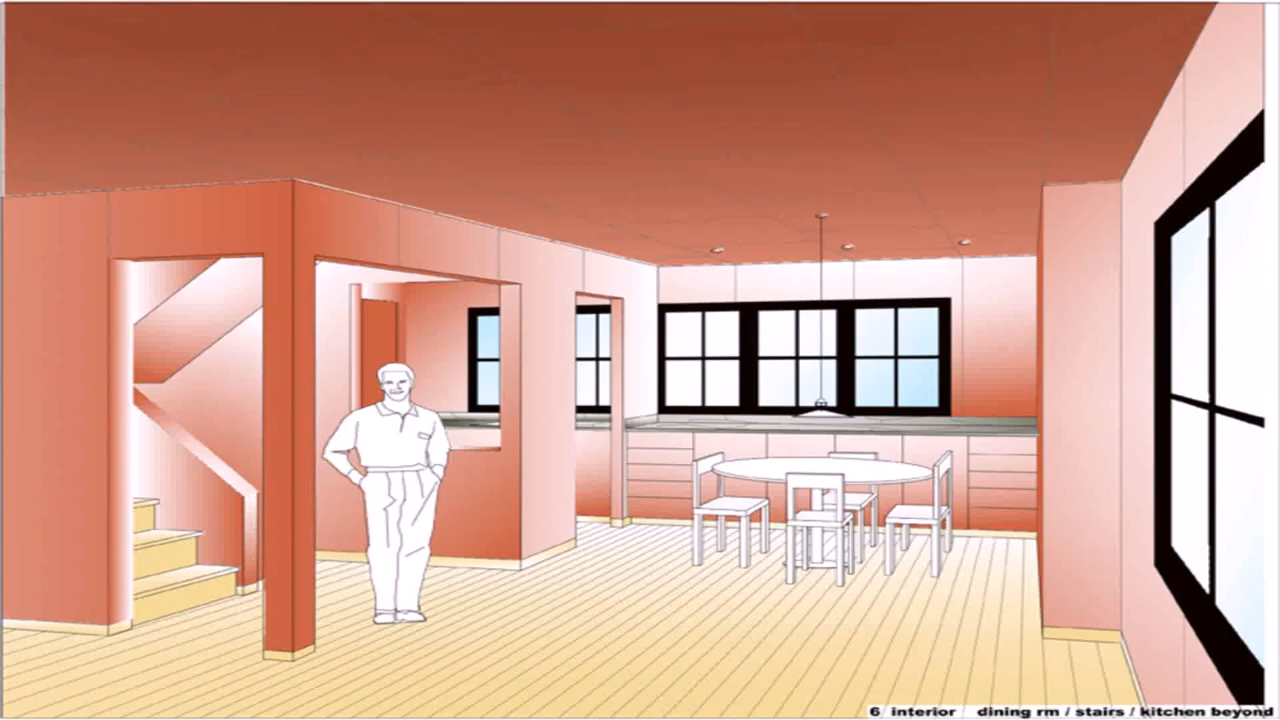 6 interior dining rm / stairs / kitchen beyond